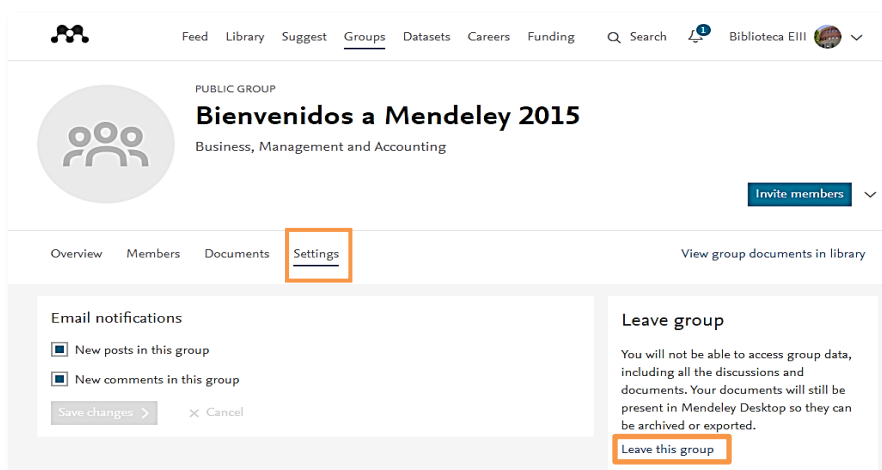 Feed Library Suggest Groups Datasets Careers Funding Search 1 Biblioteca EIII
PUBLIC GROUP
Bienvenidos a Mendeley 2015
Business, Management and Accounting
Invite members
Overview Members Documents Settings View group documents in library
Email notifications
New posts in this group
New comments in this group
Save changes Cancel
Leave group
You will not be able to access group data,
including all the discussions and
documents. Your documents will still be
present in Mendeley Desktop so they can
be archived or exported.
Leave this group